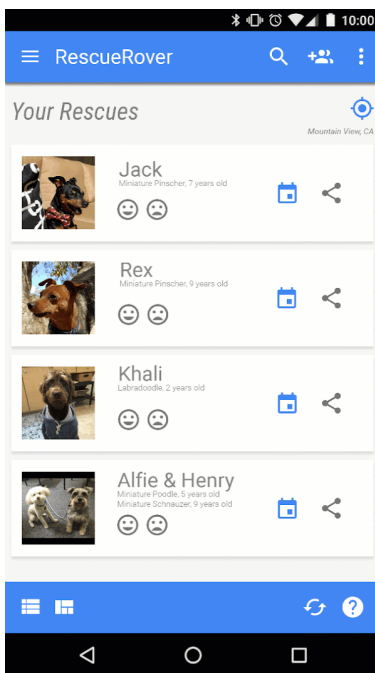 10:00
RescueRover
Your Rescues
Mountain View, CA
Jack
Miniature Pinscher, 7 years old
Rex
Miniature Pinscher, 9 years old
Khali
Labradoodle, 2 years old
Alfie & Henry
Miniature Poodle, 5 years old
Miniature Schnauzer, 9 years old
?